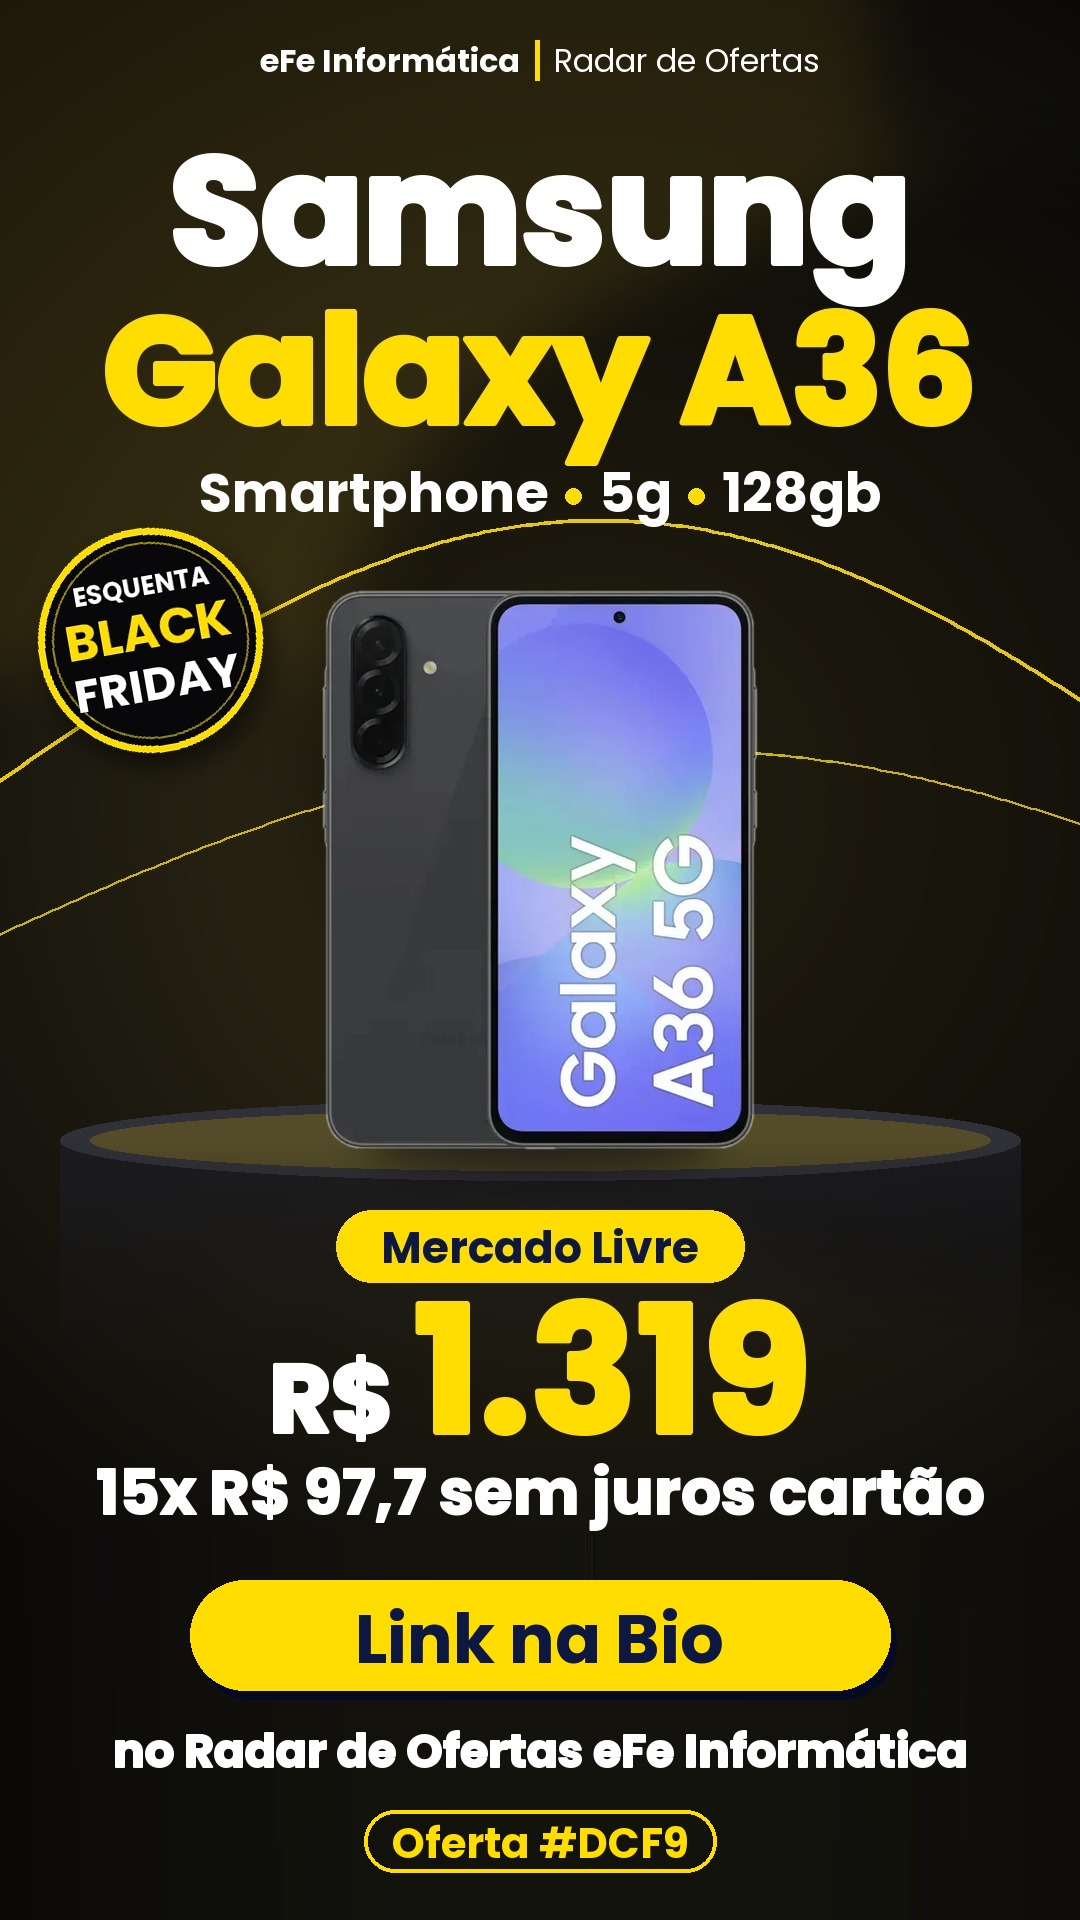 eFe Informática | Radar de Ofertas
Samsung
Galaxy A36
Smartphone • 5g • 128gb
ESQUENTA
BLACK
FRIDAY
Galaxy
A36 5G
Mercado Livre
R$ 1.319
15x R$ 97,7 sem juros cartão
Link na Bio
no Radar de Ofertas eFe Informática
Oferta #DCF9